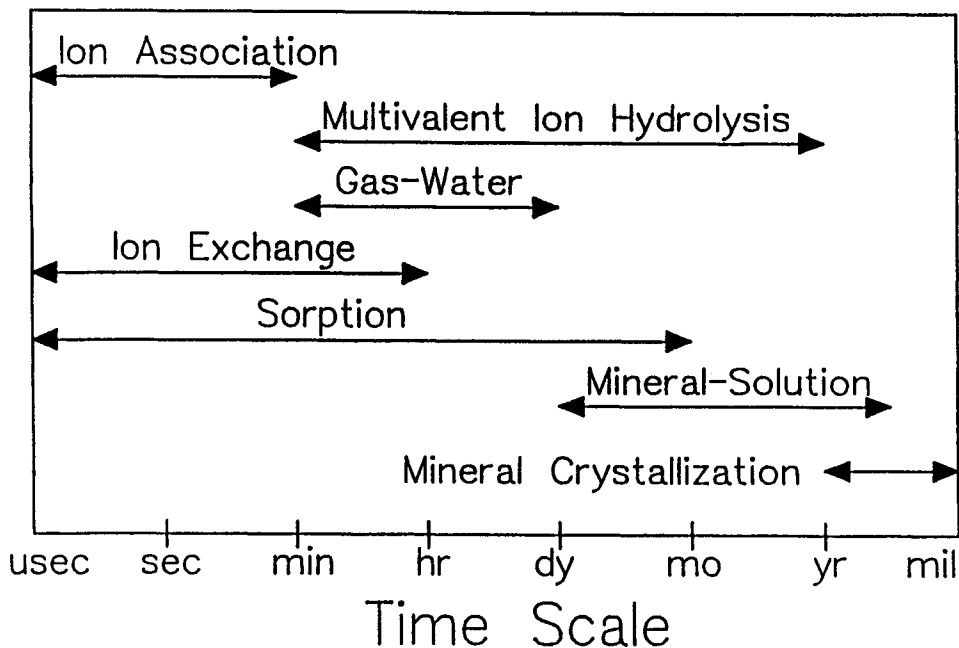 Ion Association
Multivalent Ion Hydrolysis
Gas-Water
Ion Exchange
Sorption
Mineral-Solution
Mineral Crystallization
usec sec min hr dy mo yr mil
Time Scale